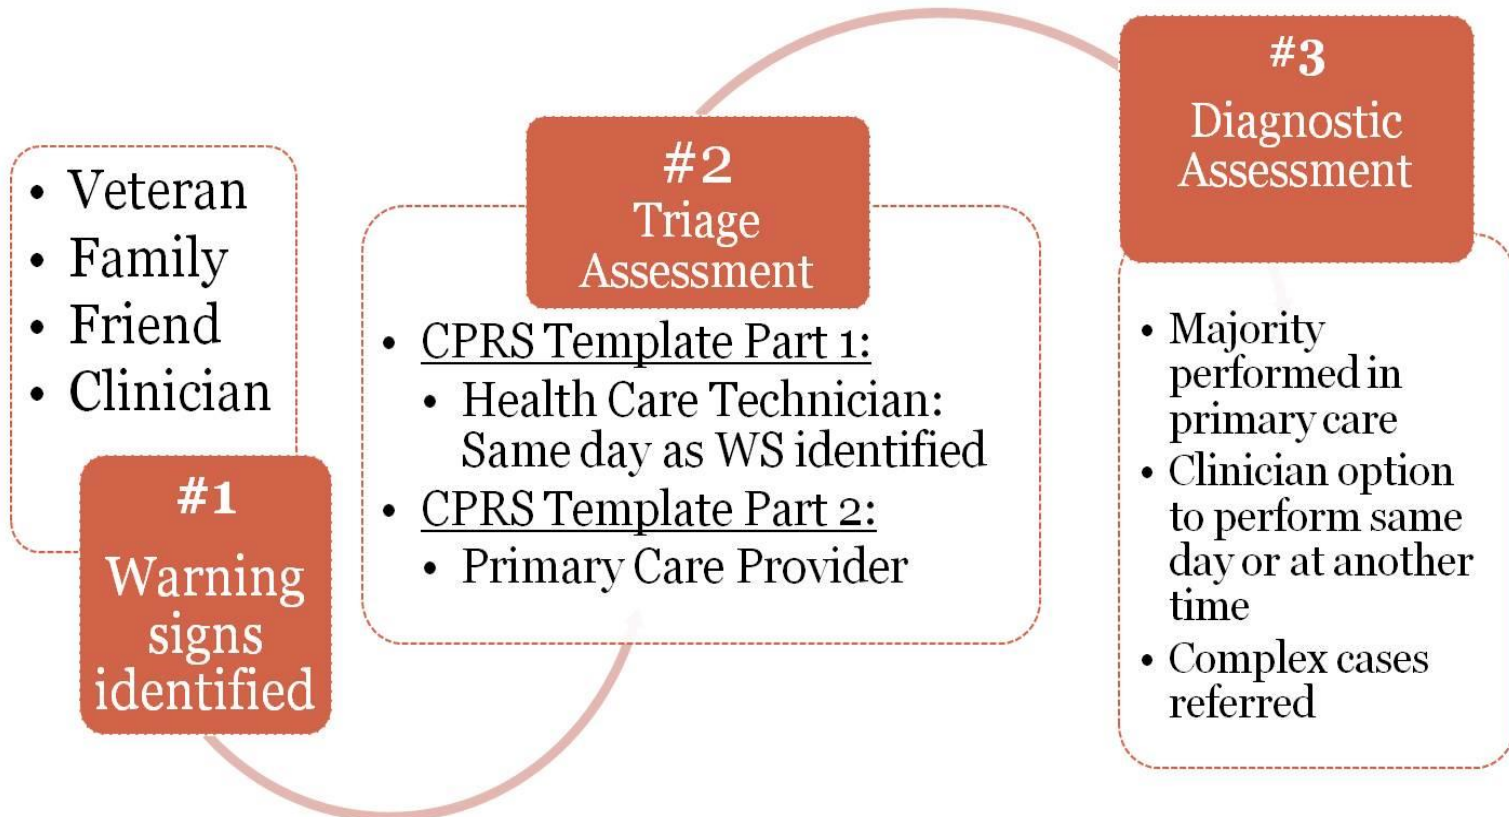 • Veteran
• Family
• Friend
• Clinician
#1
Warning
signs
identified
#2
Triage
Assessment
• CPRS Template Part 1:
• Health Care Technician:
Same day as WS identified
• CPRS Template Part 2:
• Primary Care Provider
#3
Diagnostic
Assessment
• Majority
performed in
primary care
• Clinician option
to perform same
day or at another
time
• Complex cases
referred